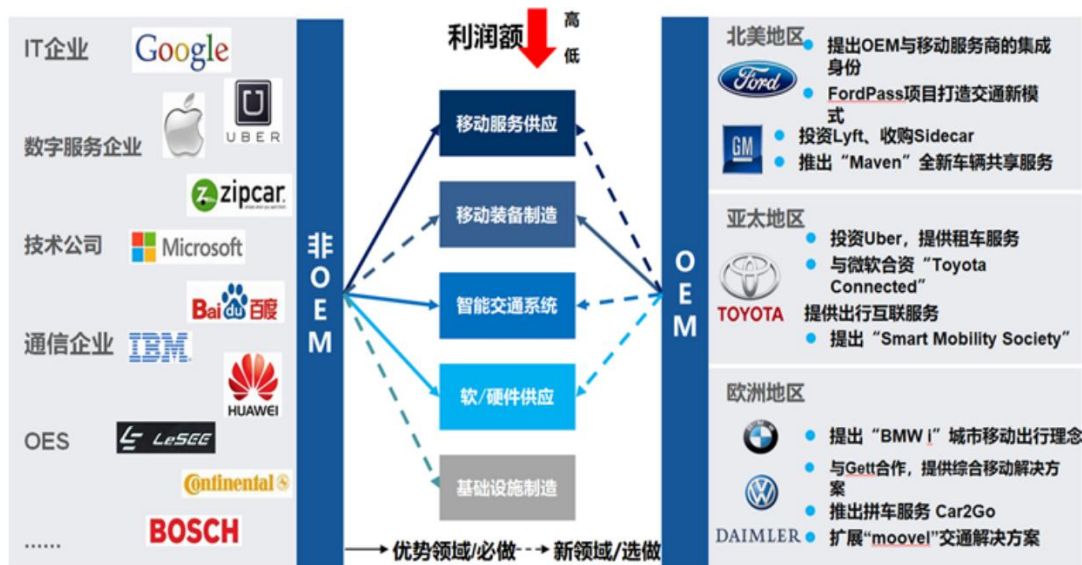 IT企业
Google
UBER
数字服务企业
zipcar.
技术公司
Microsoft
Bai du 百度
通信企业
IBM
HUAWEI
OES
LeSEE
Continental
BOSCH
......
非OEM
利润额
高
低
移动服务供应
移动装备制造
智能交通系统
软/硬件供应
基础设施制造
优势领域/必做
新领域/选做
OEM
北美地区
Ford
提出OEM与移动服务商的集成
身份
FordPass项目打造交通新模
式
GM
投资Lyft、收购Sidecar
推出“Maven”全新车辆共享服务
亚太地区
TOYOTA
投资Uber，提供租车服务
与微软合资“Toyota
Connected”
提供出行互联服务
提出“Smart Mobility Society”
欧洲地区
BMW
提出“BMW i”城市移动出行理念
与Gett合作，提供综合移动解决方
案
推出拼车服务 Car2Go
DAIMLER
扩展“moovel”交通解决方案